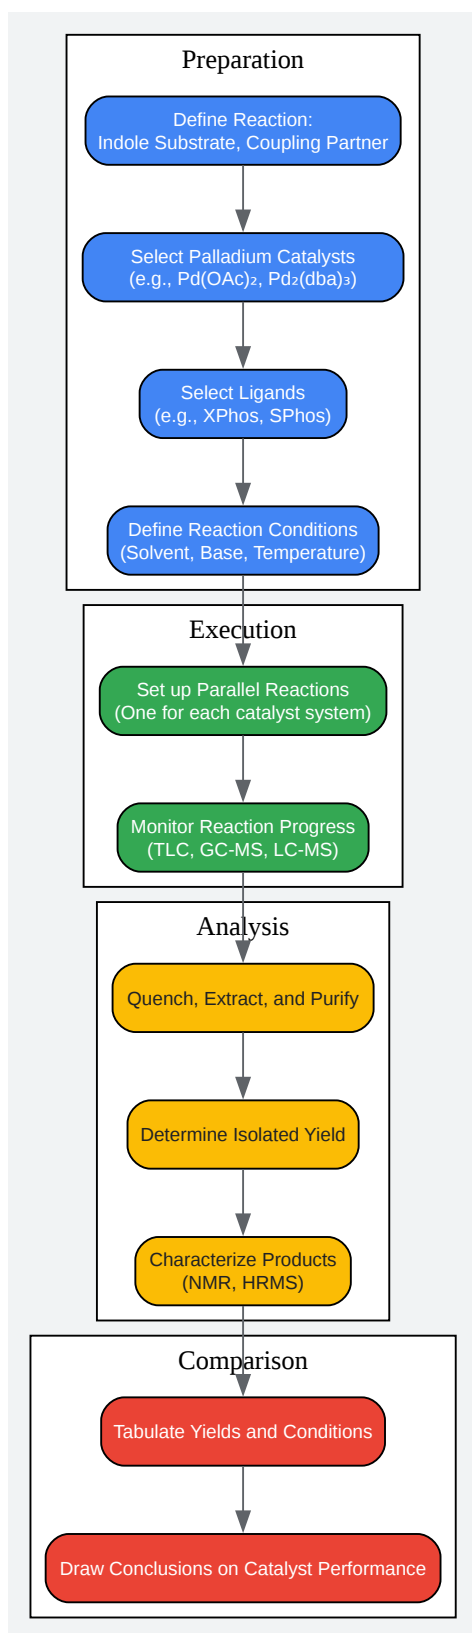 Preparation
Define Reaction:
Indole Substrate, Coupling Partner
Select Palladium Catalysts
(e.g., Pd(OAc)₂, Pd₂(dba)₃)
Select Ligands
(e.g., XPhos, SPhos)
Define Reaction Conditions
(Solvent, Base, Temperature)
Execution
Set up Parallel Reactions
(One for each catalyst system)
Monitor Reaction Progress
(TLC, GC-MS, LC-MS)
Analysis
Quench, Extract, and Purify
Determine Isolated Yield
Characterize Products
(NMR, HRMS)
Comparison
Tabulate Yields and Conditions
Draw Conclusions on Catalyst Performance